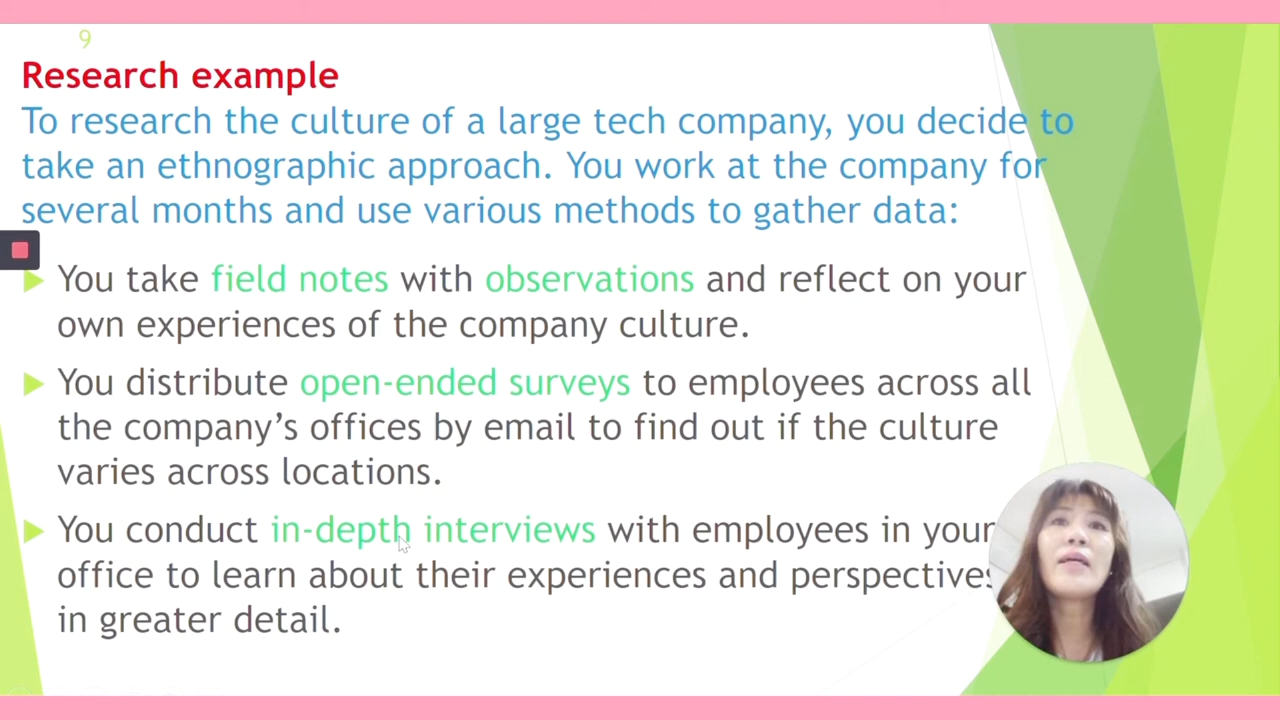 9
Research example
To research the culture of a large tech company, you decide to
take an ethnographic approach. You work at the company for
several months and use various methods to gather data:
You take field notes with observations and reflect on your
own experiences of the company culture.
You distribute open-ended surveys to employees across all
the company’s offices by email to find out if the culture
varies across locations.
You conduct in-depth interviews with employees in your
office to learn about their experiences and perspectives
in greater detail.